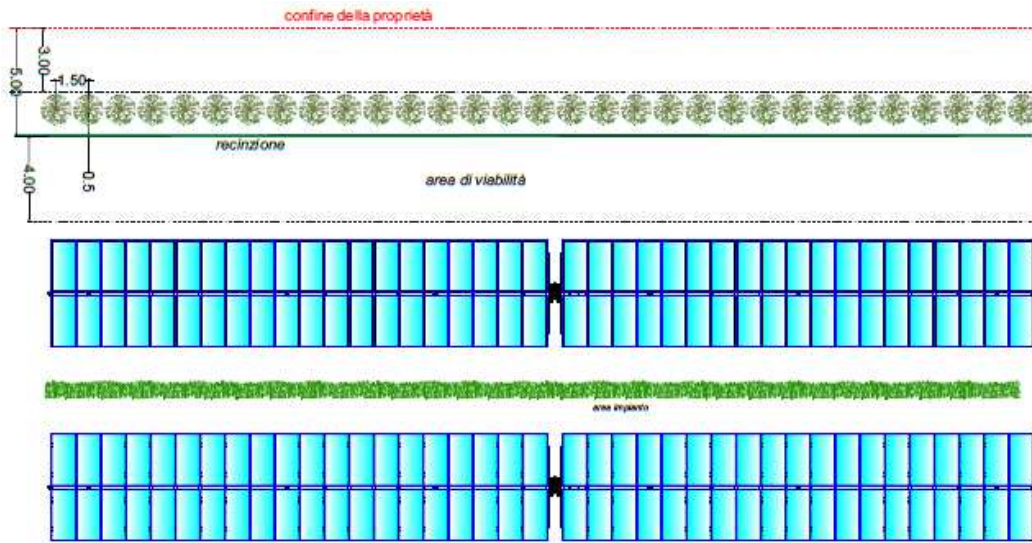 confine della proprietà
3.00
5.00
1.50
recinzione
0.5
4.00
area di viabilità
area impianto